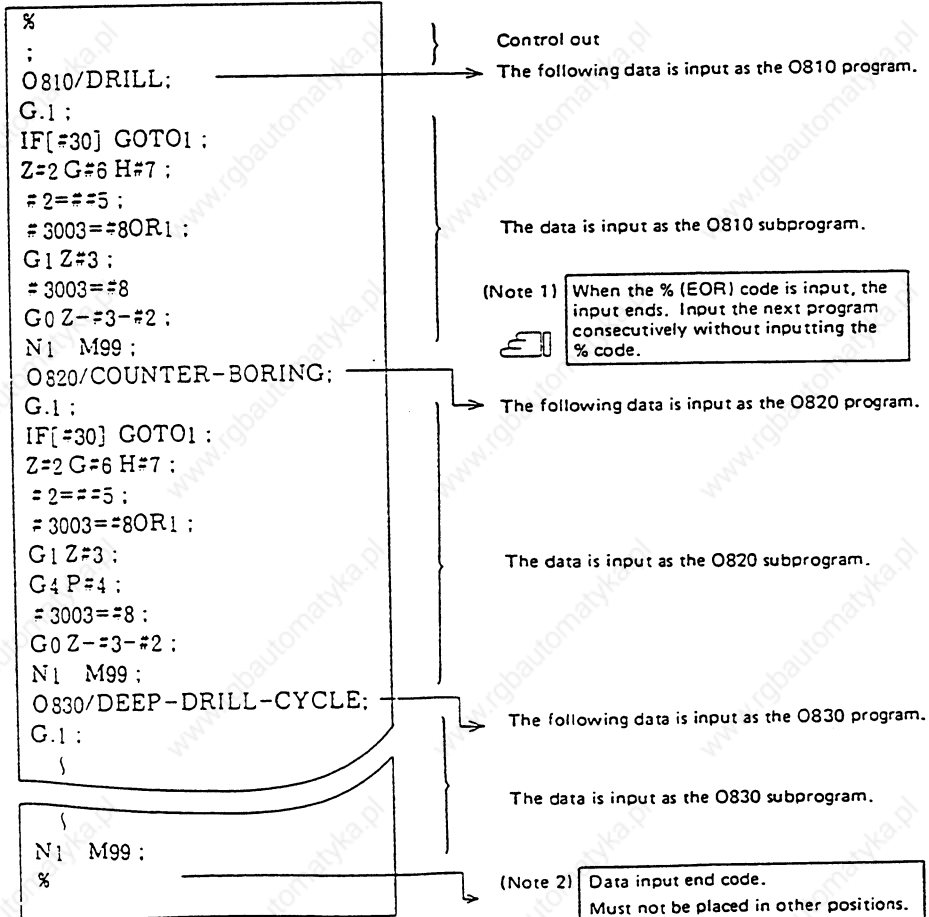 %
;
O810/DRILL;
G.1;
IF[#30] GOTO1;
Z#2 G#6 H#7;
#2=##5;
#3003=#8OR1;
G1 Z#3;
#3003=#8
G0 Z-#3-#2;
N1 M99;
O820/COUNTER-BORING;
G.1;
IF[#30] GOTO1;
Z#2 G#6 H#7;
#2=##5;
#3003=#8OR1;
G1 Z#3;
G4 P#4;
#3003=#8;
G0 Z-#3-#2;
N1 M99;
O830/DEEP-DRILL-CYCLE;
G.1;
N1 M99;
%
Control out
The following data is input as the O810 program.
The data is input as the O810 subprogram.
(Note 1) When the % (EOR) code is input, the
input ends. Input the next program
consecutively without inputting the
% code.
The following data is input as the O820 program.
The data is input as the O820 subprogram.
The following data is input as the O830 program.
The data is input as the O830 subprogram.
(Note 2) Data input end code.
Must not be placed in other positions.
www.rgbautomatyka.pl